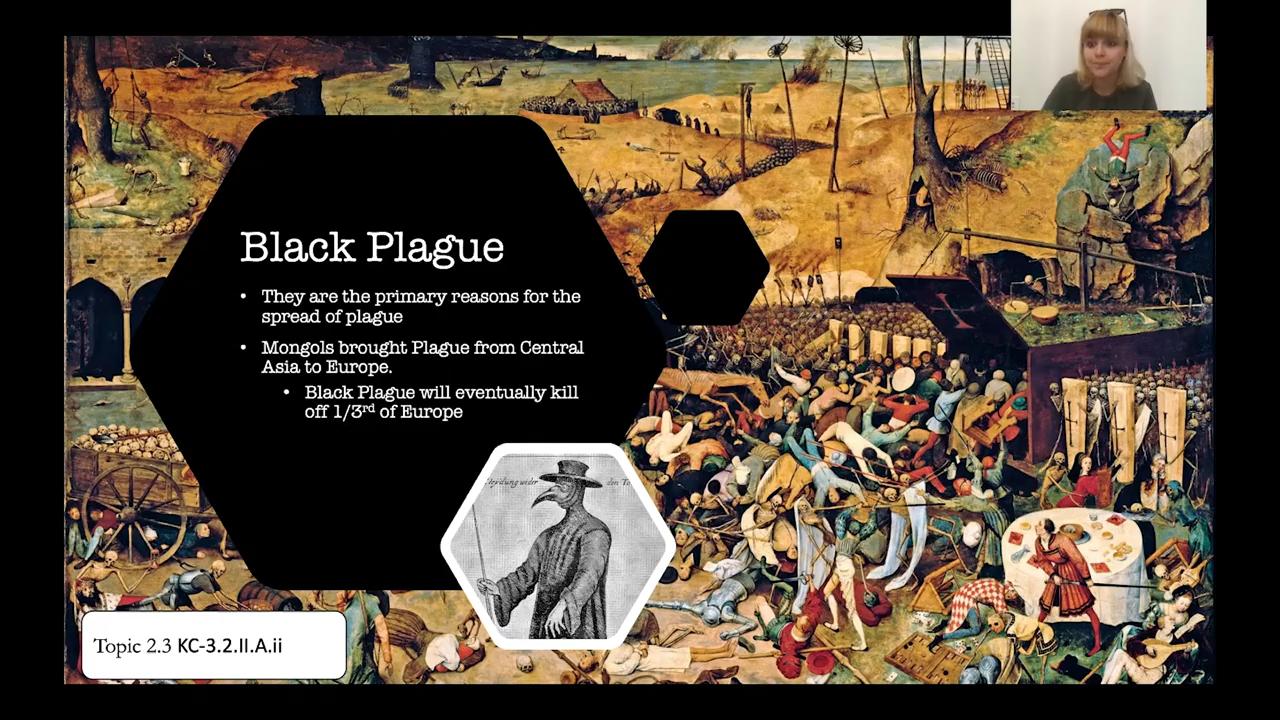 Black Plague
• They are the primary reasons for the
spread of plague
• Mongols brought Plague from Central
Asia to Europe.
• Black Plague will eventually kill
off 1/3rd of Europe
den To
Topic 2.3 KC-3.2.II.A.ii